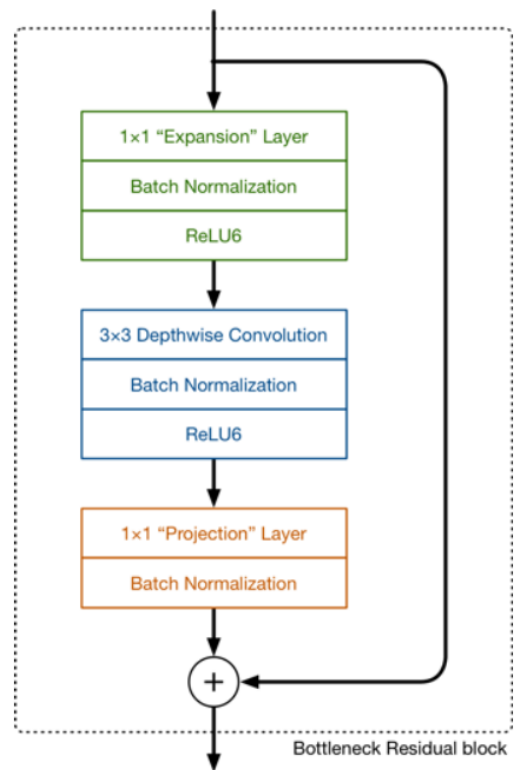 1×1 “Expansion” Layer
Batch Normalization
ReLU6
3×3 Depthwise Convolution
Batch Normalization
ReLU6
1×1 “Projection” Layer
Batch Normalization
+
Bottleneck Residual block